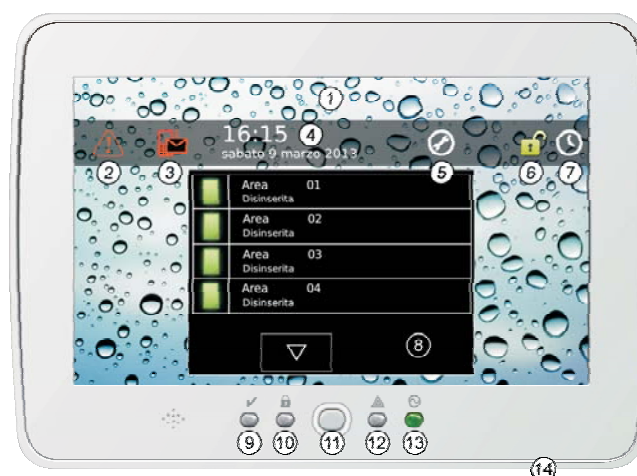 1
16:15
4
sabato 9 marzo 2013
2
3
5
6
7
Area 01
Disinserita
Area 02
Disinserita
Area 03
Disinserita
Area 04
Disinserita
8
9
10
11
12
13
14